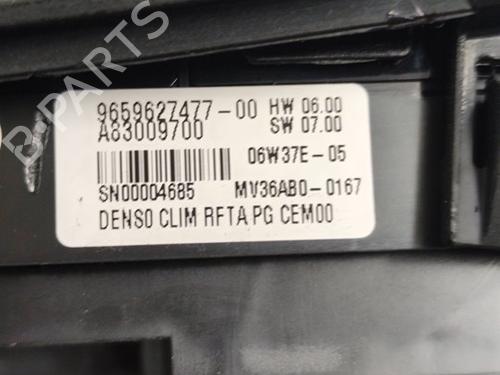 9659627477-00 HW 06.00
A83009700 SW 07.00
06W37E-05
SN00004685 MV36AB0-0167
DENSO CLIM RFTA PG CEM00
B-PARTS